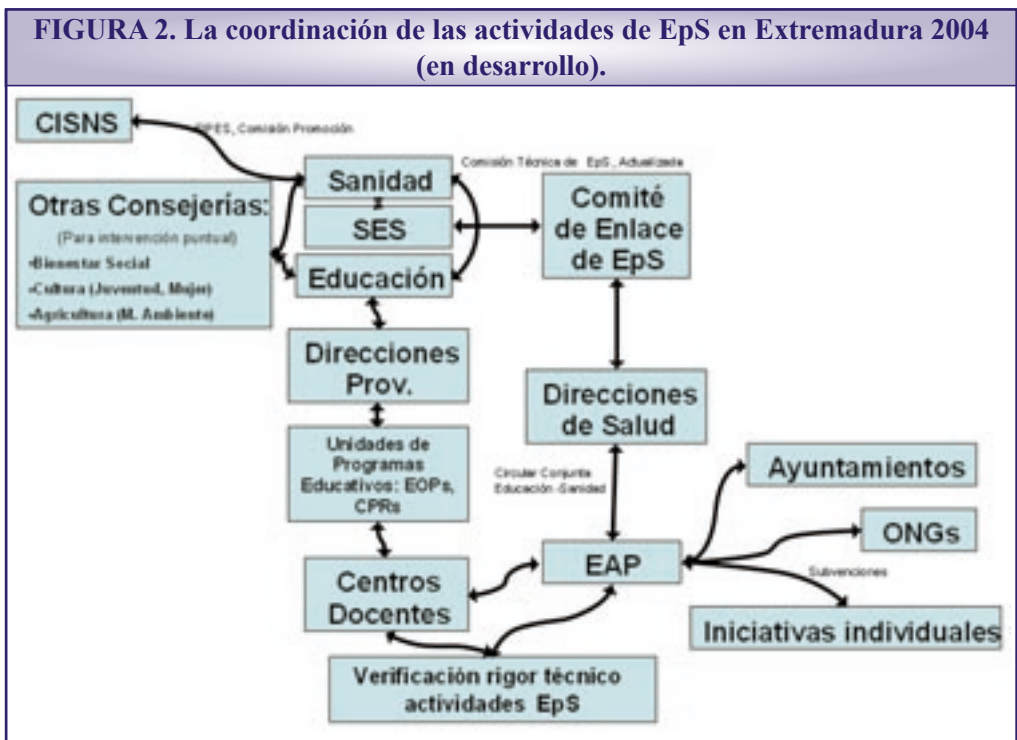 FIGURA 2. La coordinación de las actividades de EpS en Extremadura 2004
(en desarrollo).
CISNS
Comisión Promoción
Sanidad
SES
Educación
Comisión Técnica de EpS, Actualizada
Comité
de Enlace
de EpS
Otras Consejerías:
(Para intervención puntual)
-Bienestar Social
-Cultura (Juventud, Mujer)
-Agricultura (M. Ambiente)
Direcciones
Prov.
Direcciones
de Salud
Unidades de
Programas
Educativos: EOPs,
CPRs
Circular Conjunta
Educación -Sanidad
Ayuntamientos
ONGs
Subvenciones
Iniciativas individuales
EAP
Centros
Docentes
Verificación rigor técnico
actividades EpS